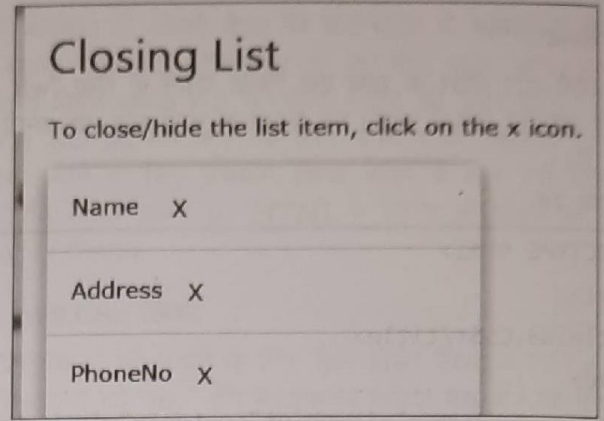 Closing List
To close/hide the list item, click on the x icon.
Name X
Address X
PhoneNo X